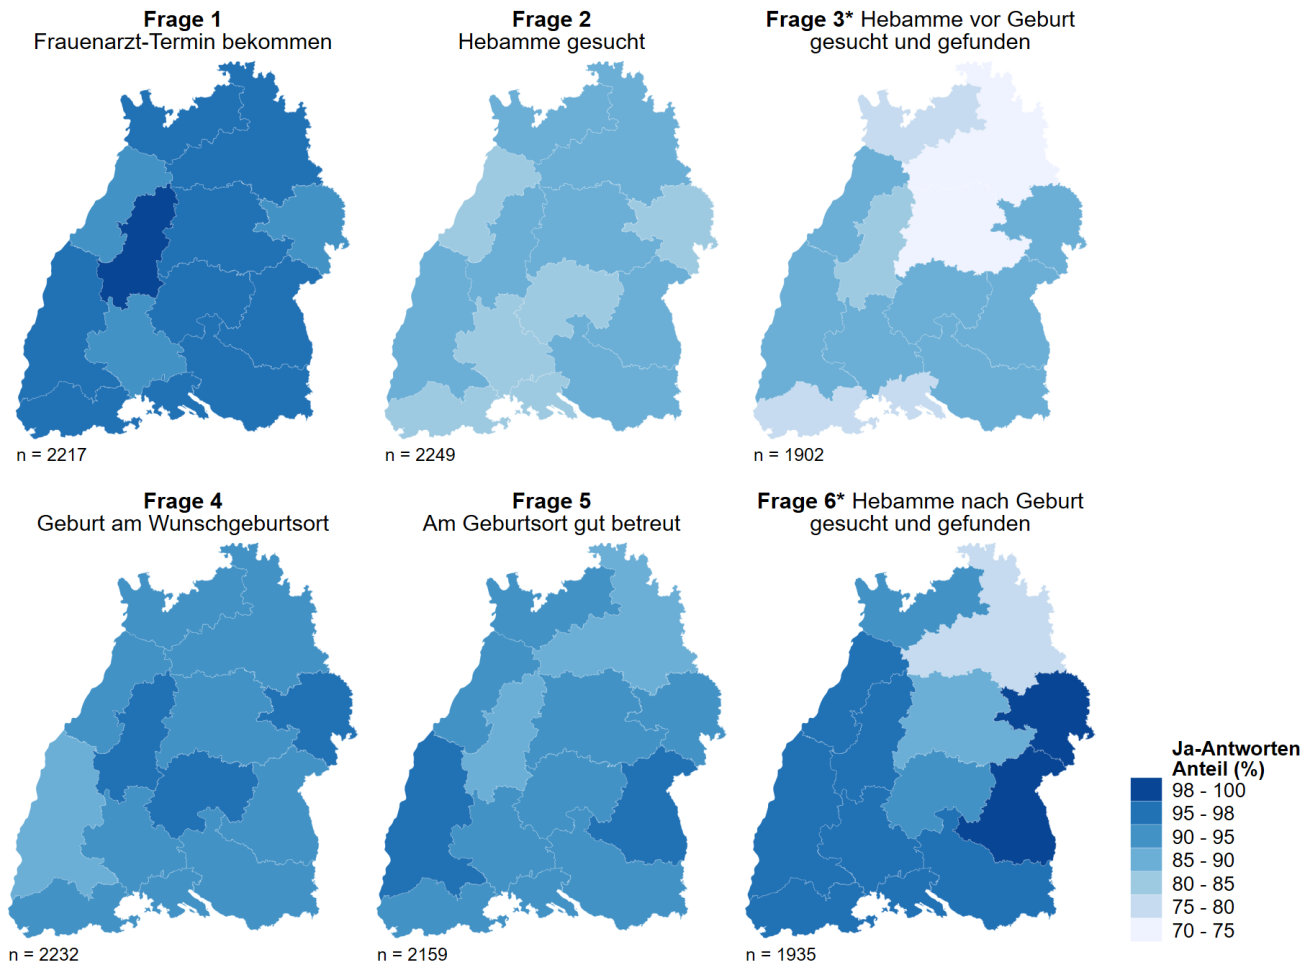 Frage 1
Frauenarzt-Termin bekommen
n = 2217
Frage 2
Hebamme gesucht
n = 2249
Frage 3* Hebamme vor Geburt
gesucht und gefunden
n = 1902
Frage 4
Geburt am Wunschgeburtsort
n = 2232
Frage 5
Am Geburtsort gut betreut
n = 2159
Frage 6* Hebamme nach Geburt
gesucht und gefunden
n = 1935
Ja-Antworten
Anteil (%)
98 - 100
95 - 98
90 - 95
85 - 90
80 - 85
75 - 80
70 - 75